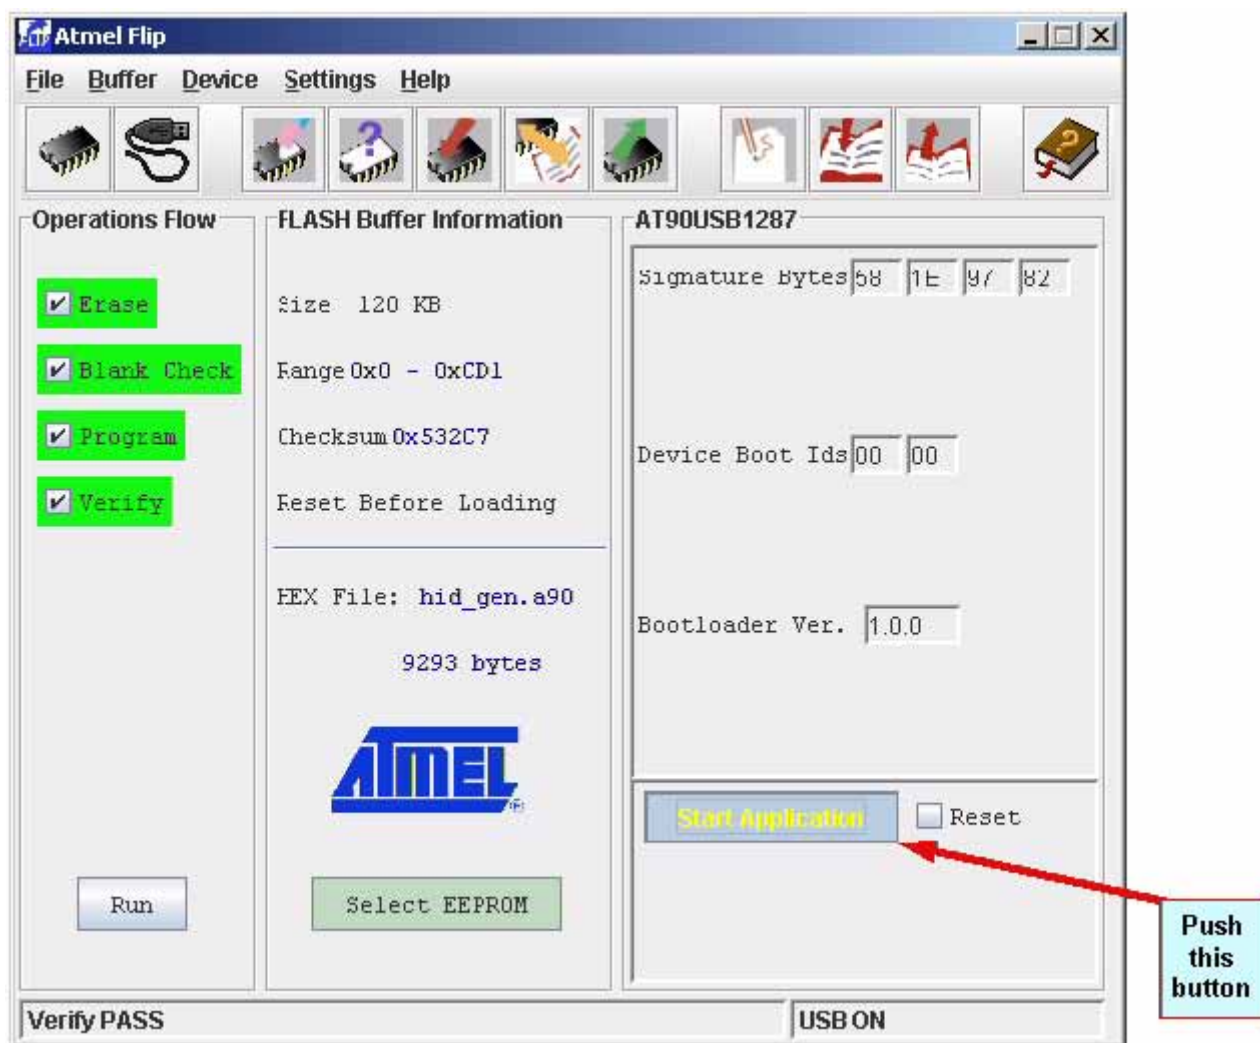 Atmel Flip
File Buffer Device Settings Help
Operations Flow
Erase
Blank Check
Program
Verify
Run
FLASH Buffer Information
Size 120 KB
Range 0x0 - 0xCD1
Checksum 0x532C7
Reset Before Loading
HEX File: hid_gen.a90
9293 bytes
ATMEL ®
Select EEPROM
AT90USB1287
Signature Bytes 58 1E 97 82
Device Boot Ids 00 00
Bootloader Ver. 1.0.0
Start Application Reset
Push
this
button
Verify PASS
USB ON